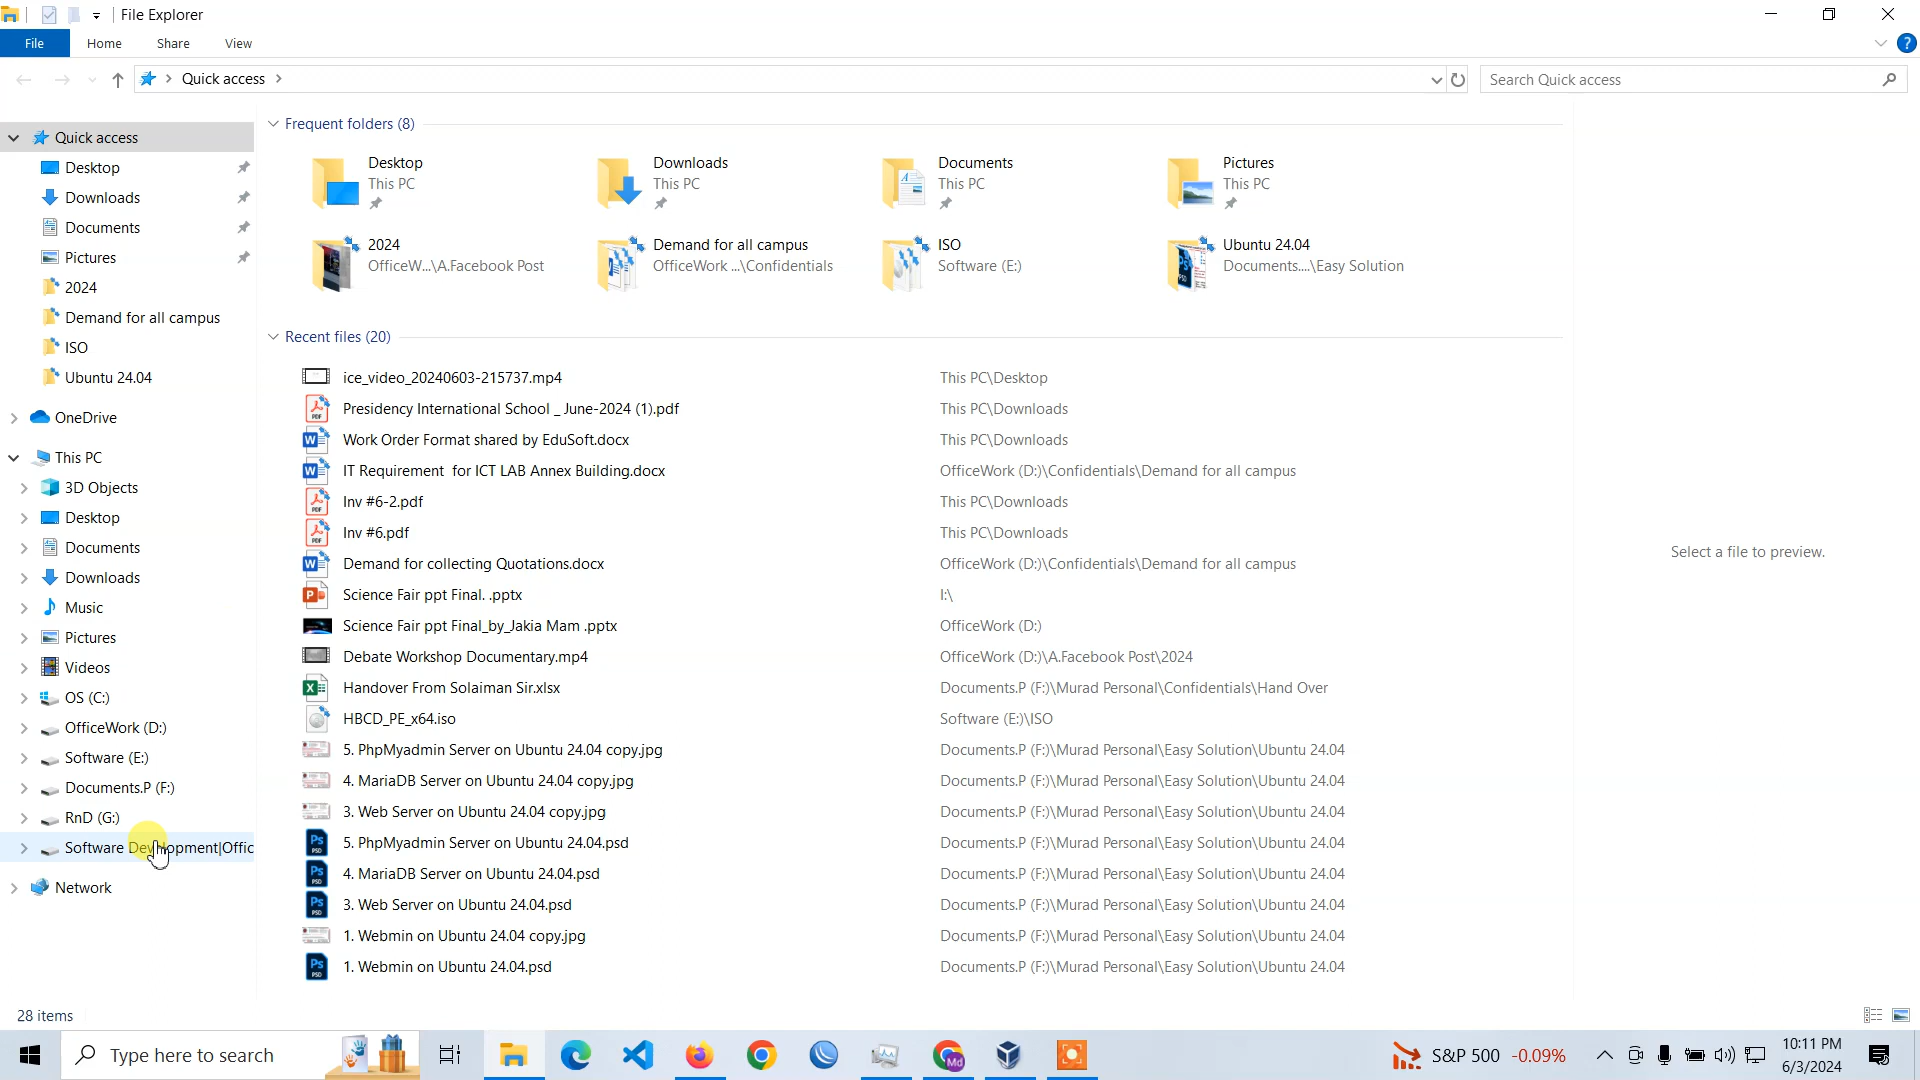 File Explorer
File Home Share View
Quick access
Search Quick access
Quick access
Desktop
Downloads
Documents
Pictures
2024
Demand for all campus
ISO
Ubuntu 24.04
OneDrive
This PC
3D Objects
Desktop
Documents
Downloads
Music
Pictures
Videos
OS (C:)
OfficeWork (D:)
Software (E:)
Documents.P (F:)
RnD (G:)
Software Devlopment|Offic
Network
Frequent folders (8)
Desktop
This PC
Downloads
This PC
Documents
This PC
Pictures
This PC
2024
OfficeW...\A.Facebook Post
Demand for all campus
OfficeWork ...\Confidentials
ISO
Software (E:)
Ubuntu 24.04
Documents....\Easy Solution
Recent files (20)
ice_video_20240603-215737.mp4 This PC\Desktop
Presidency International School _ June-2024 (1).pdf This PC\Downloads
Work Order Format shared by EduSoft.docx This PC\Downloads
IT Requirement for ICT LAB Annex Building.docx OfficeWork (D:)\Confidentials\Demand for all campus
Inv #6-2.pdf This PC\Downloads
Inv #6.pdf This PC\Downloads
Demand for collecting Quotations.docx OfficeWork (D:)\Confidentials\Demand for all campus
Science Fair ppt Final. .pptx I:\
Science Fair ppt Final_by_Jakia Mam .pptx OfficeWork (D:)
Debate Workshop Documentary.mp4 OfficeWork (D:)\A.Facebook Post\2024
Handover From Solaiman Sir.xlsx Documents.P (F:)\Murad Personal\Confidentials\Hand Over
HBCD_PE_x64.iso Software (E:)\ISO
5. PhpMyadmin Server on Ubuntu 24.04 copy.jpg Documents.P (F:)\Murad Personal\Easy Solution\Ubuntu 24.04
4. MariaDB Server on Ubuntu 24.04 copy.jpg Documents.P (F:)\Murad Personal\Easy Solution\Ubuntu 24.04
3. Web Server on Ubuntu 24.04 copy.jpg Documents.P (F:)\Murad Personal\Easy Solution\Ubuntu 24.04
5. PhpMyadmin Server on Ubuntu 24.04.psd Documents.P (F:)\Murad Personal\Easy Solution\Ubuntu 24.04
4. MariaDB Server on Ubuntu 24.04.psd Documents.P (F:)\Murad Personal\Easy Solution\Ubuntu 24.04
3. Web Server on Ubuntu 24.04.psd Documents.P (F:)\Murad Personal\Easy Solution\Ubuntu 24.04
1. Webmin on Ubuntu 24.04 copy.jpg Documents.P (F:)\Murad Personal\Easy Solution\Ubuntu 24.04
1. Webmin on Ubuntu 24.04.psd Documents.P (F:)\Murad Personal\Easy Solution\Ubuntu 24.04
Select a file to preview.
28 items
Type here to search
S&P 500 -0.09%
10:11 PM
6/3/2024